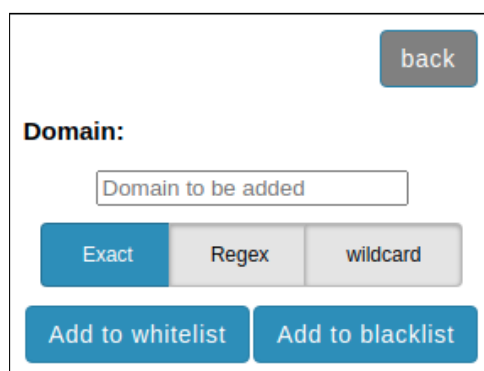 back
Domain:
Domain to be added
Exact Regex wildcard
Add to whitelist Add to blacklist